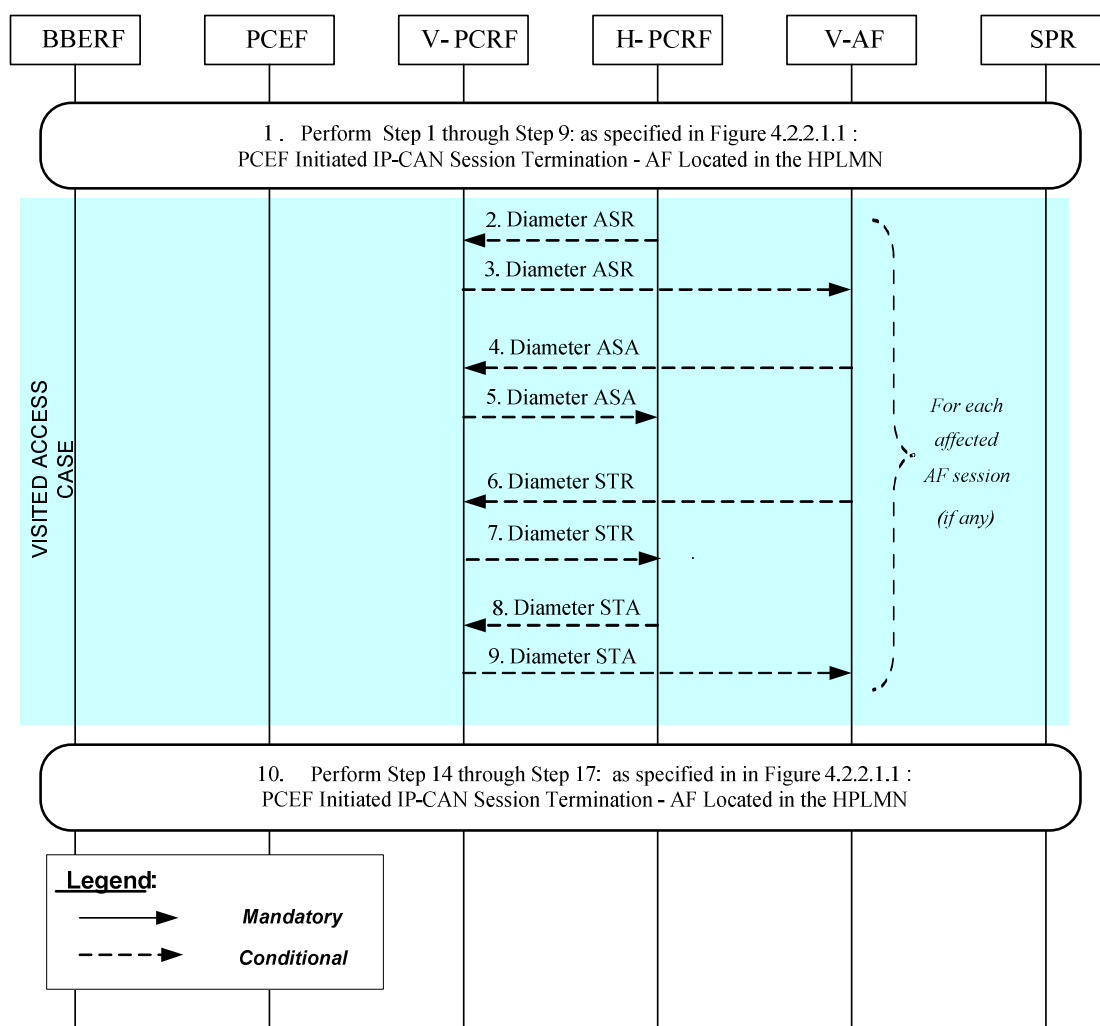 BBERF PCEF V- PCRF H- PCRF V-AF SPR
1 . Perform Step 1 through Step 9: as specified in Figure 4.2.2.1.1 :
PCEF Initiated IP-CAN Session Termination - AF Located in the HPLMN
2. Diameter ASR
3. Diameter ASR
4. Diameter ASA
5. Diameter ASA
6. Diameter STR
7. Diameter STR
8. Diameter STA
9. Diameter STA
VISITED ACCESS
CASE
For each
affected
AF session
(if any)
10. Perform Step 14 through Step 17: as specified in in Figure 4.2.2.1.1 :
PCEF Initiated IP-CAN Session Termination - AF Located in the HPLMN
Legend:
Mandatory
Conditional